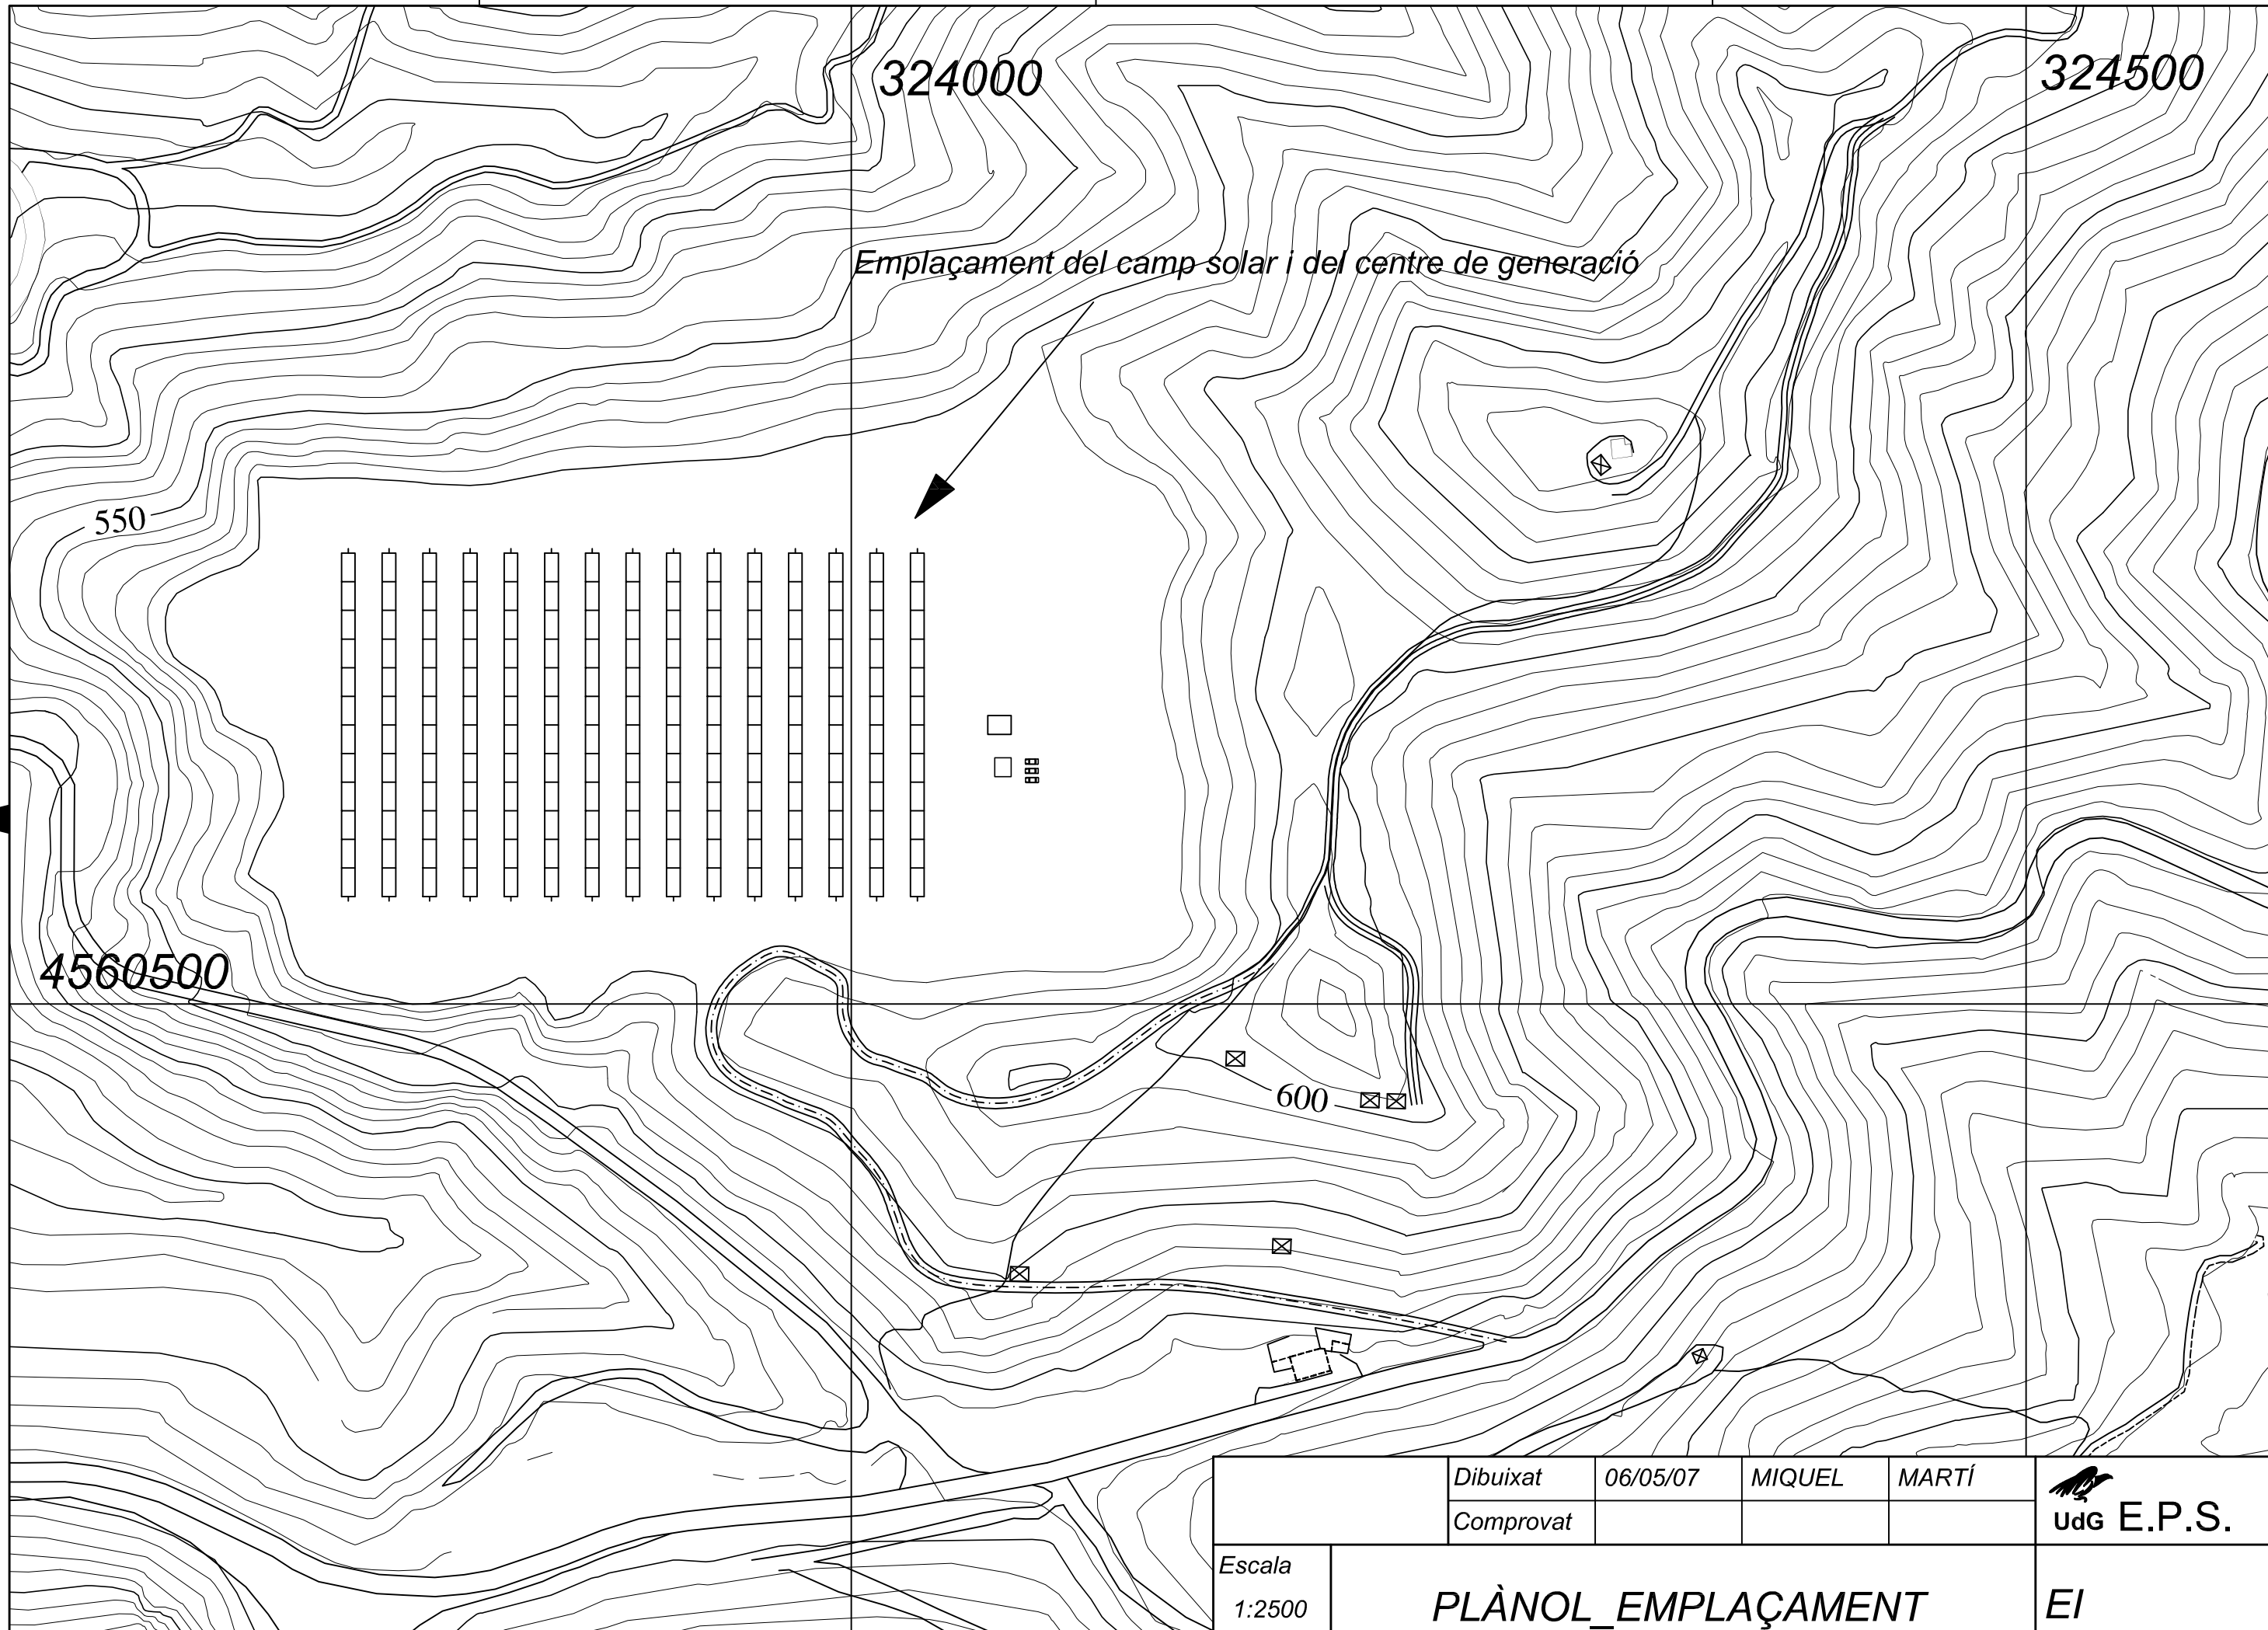 324000
324500
Emplaçament del camp solar i del centre de generació
550
4560500
600
Dibuixat 06/05/07 MIQUEL MARTÍ
Comprovat
UdG E.P.S.
Escala
1:2500
PLÀNOL_EMPLAÇAMENT
EI